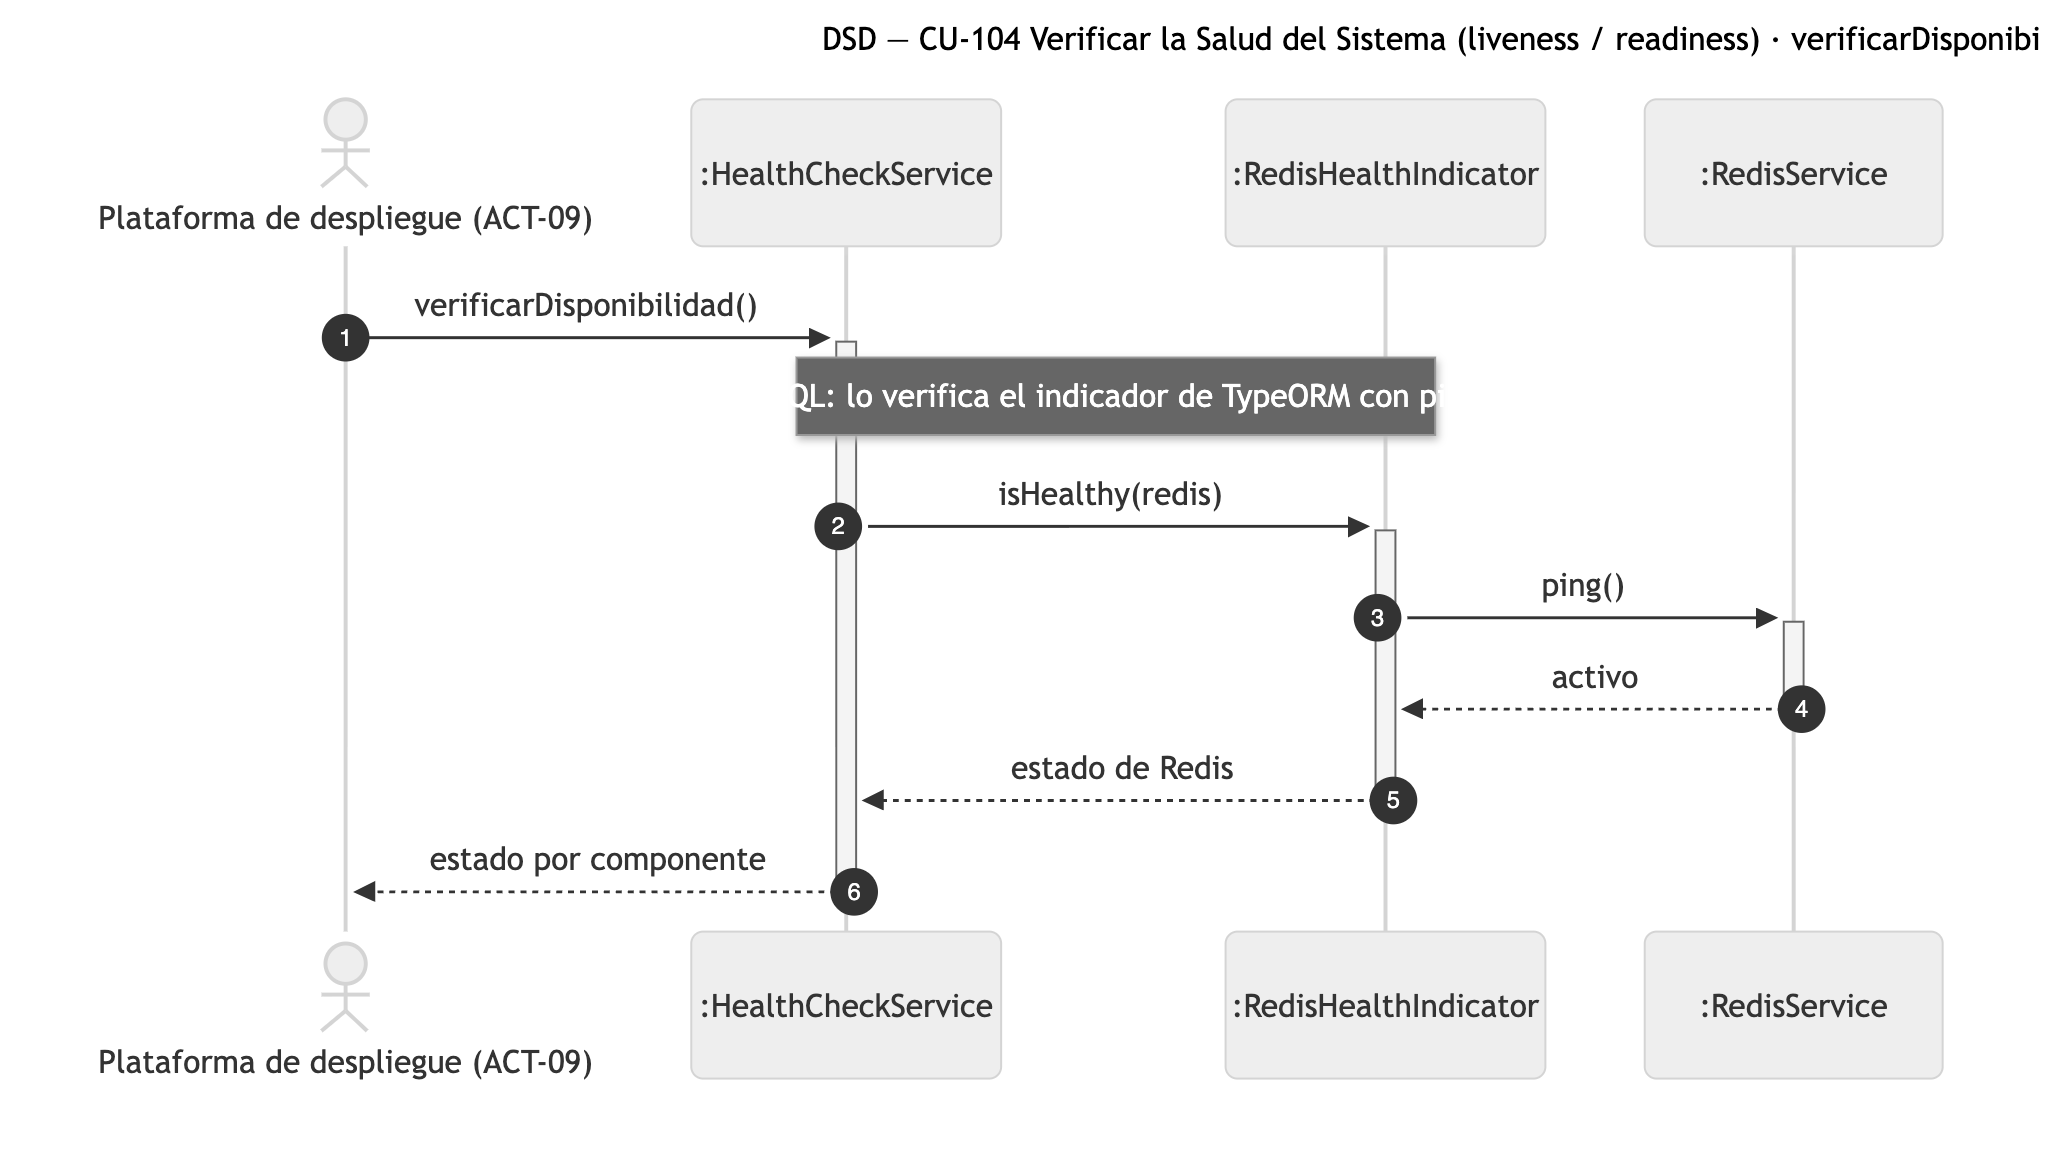 DSD — CU-104 Verificar la Salud del Sistema (liveness / readiness) · verificarDisponibi
Plataforma de despliegue (ACT-09)
:HealthCheckService
:RedisHealthIndicator
:RedisService
verificarDisponibilidad()
1
QL: lo verifica el indicador de TypeORM con pi
isHealthy(redis)
2
ping()
3
activo
4
estado de Redis
5
estado por componente
6
:HealthCheckService
:RedisHealthIndicator
:RedisService
Plataforma de despliegue (ACT-09)